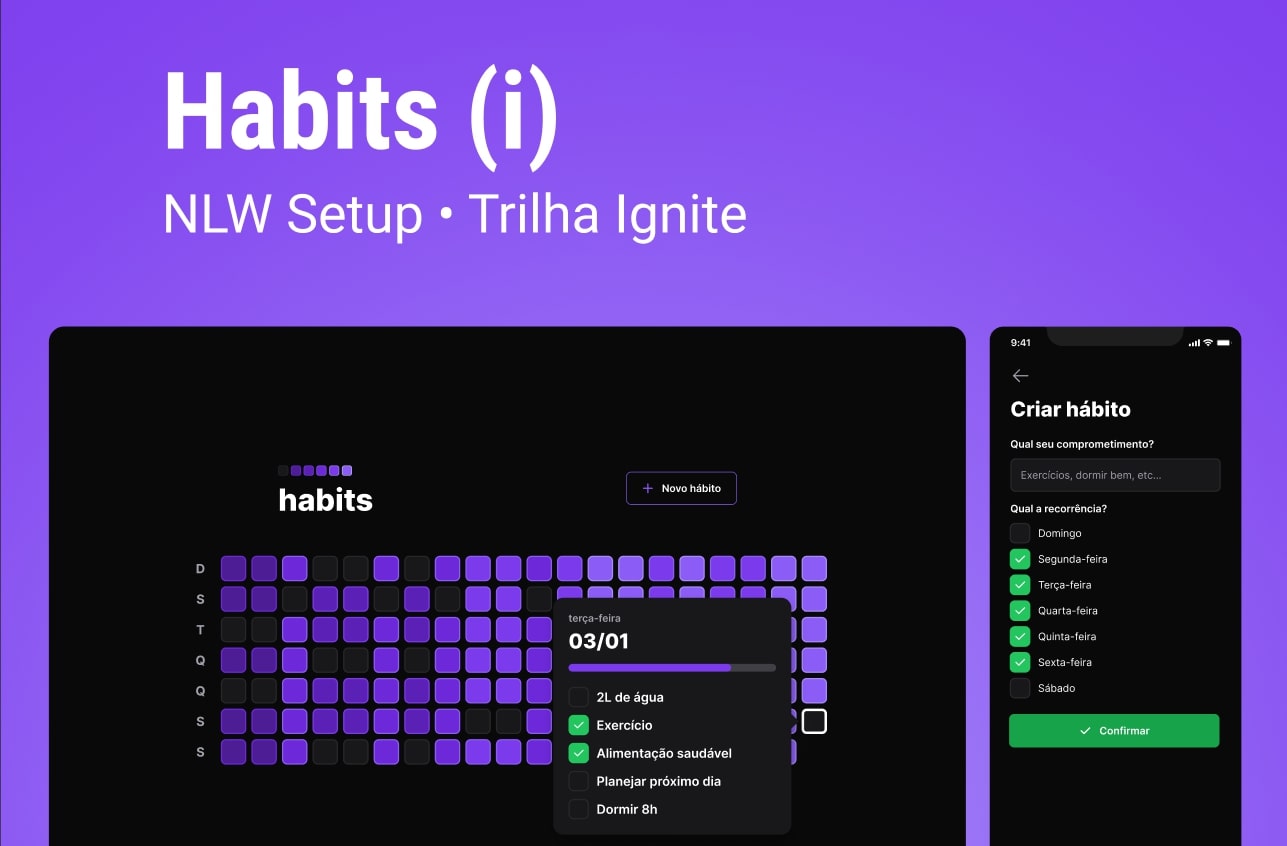 Habits (i)
NLW Setup • Trilha Ignite
habits
Novo hábito
D
S
T
Q
Q
S
S
terça-feira
03/01
2L de água
Exercício
Alimentação saudável
Planejar próximo dia
Dormir 8h
9:41
Criar hábito
Qual seu comprometimento?
Exercícios, dormir bem, etc...
Qual a recorrência?
Domingo
Segunda-feira
Terça-feira
Quarta-feira
Quinta-feira
Sexta-feira
Sábado
Confirmar